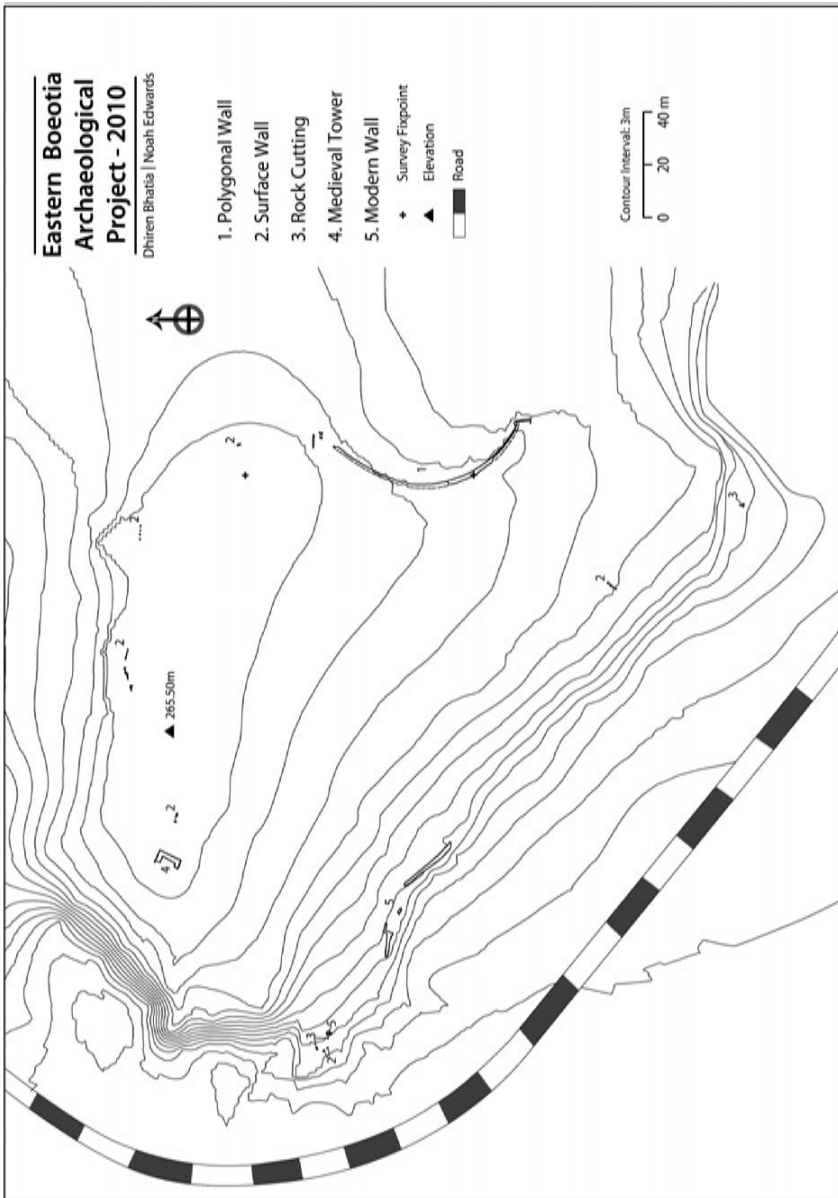 Eastern Boeotia
Archaeological
Project - 2010
Dhiren Bhatia | Noah Edwards
1. Polygonal Wall
2. Surface Wall
3. Rock Cutting
4. Medieval Tower
5. Modern Wall
Survey Fixpoint
Elevation
Road
Contour Interval: 3m
0 20 40 m
2
2
2
265.50m
2
4
1
2
3
5
3
5
2